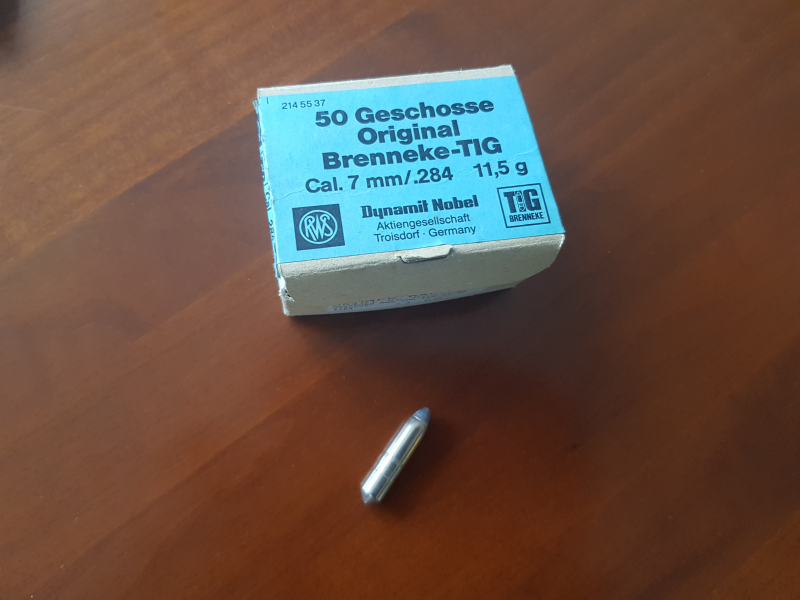 214 55 37
50 Geschosse
Original
Brenneke-TIG
Cal. 7 mm/.284 11,5 g
RWS
Dynamit Nobel
Aktiengesellschaft
Troisdorf · Germany
TIG
BRENNEKE